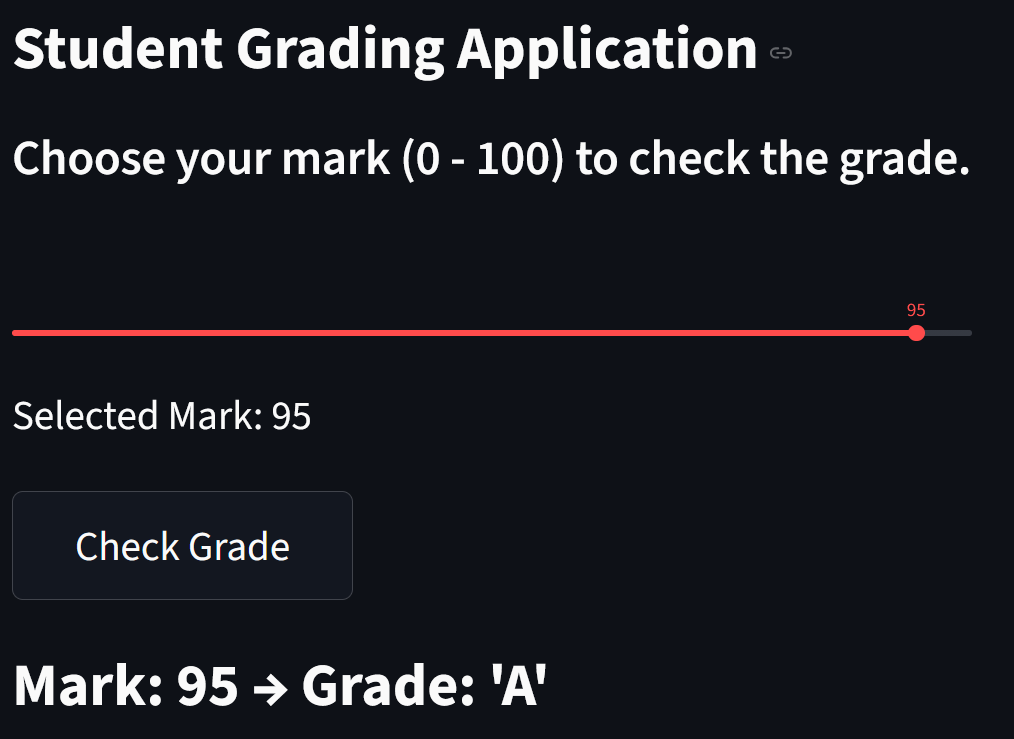 Student Grading Application
Choose your mark (0 - 100) to check the grade.
95
Selected Mark: 95
Check Grade
Mark: 95 → Grade: 'A'